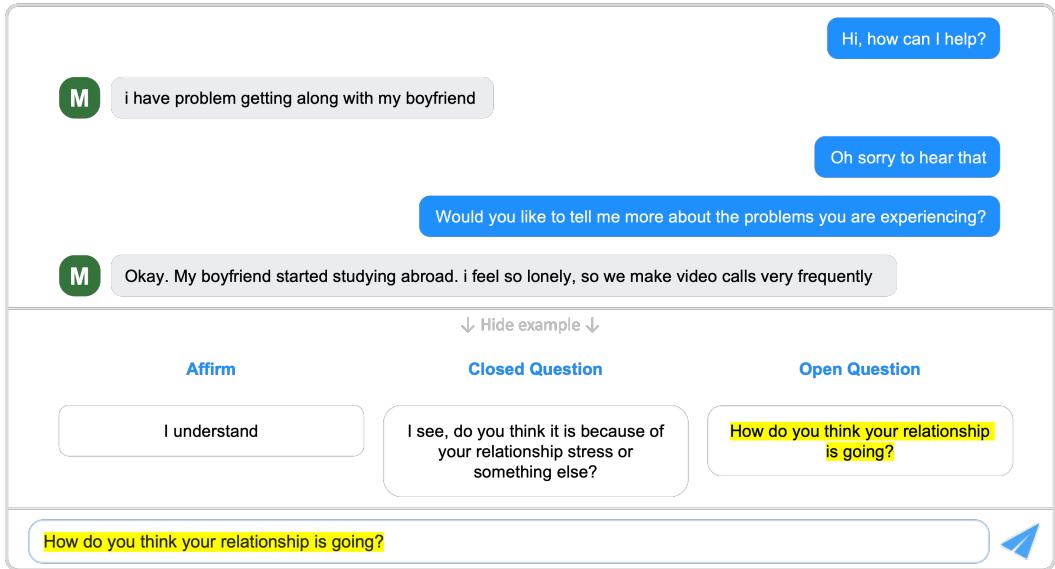 Hi, how can I help?
M
i have problem getting along with my boyfriend
Oh sorry to hear that
Would you like to tell me more about the problems you are experiencing?
M
Okay. My boyfriend started studying abroad. i feel so lonely, so we make video calls very frequently
↓ Hide example ↓
Affirm
Closed Question
Open Question
I understand
I see, do you think it is because of
your relationship stress or
something else?
How do you think your relationship
is going?
How do you think your relationship is going?